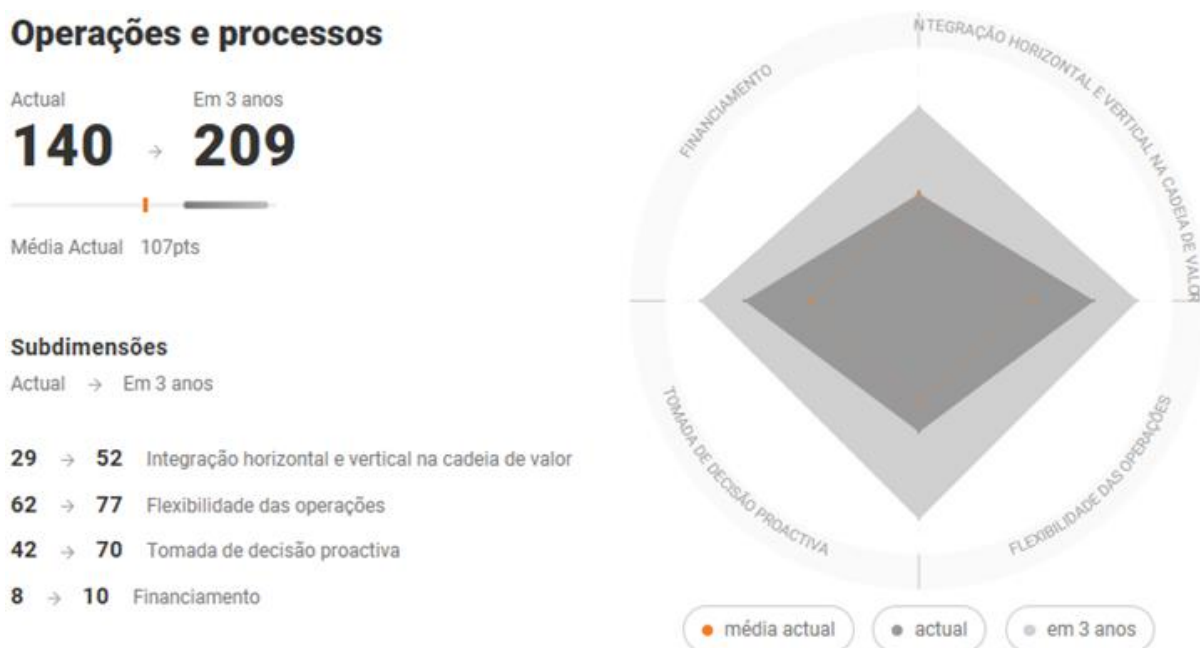 Operações e processos
Actual Em 3 anos
140 → 209
Média Actual 107pts
Subdimensões
Actual → Em 3 anos
29 → 52 Integração horizontal e vertical na cadeia de valor
62 → 77 Flexibilidade das operações
42 → 70 Tomada de decisão proactiva
8 → 10 Financiamento
FINANCIAMENTO
NTEGRAÇÃO HORIZONTAL E VERTICAL NA CADEIA DE VALOR
TOMADA DE DECISÃO PROACTIVA
FLEXIBILIDADE DAS OPERAÇÕES
média actual actual em 3 anos